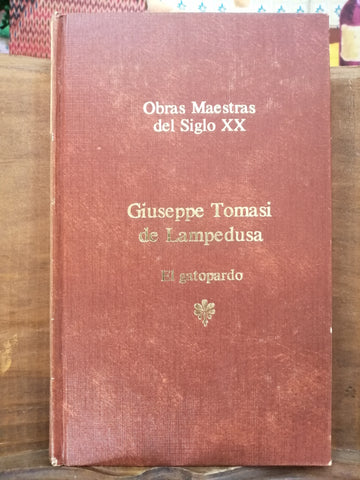 Obras Maestras
del Siglo XX
Giuseppe Tomasi
de Lampedusa
El gatopardo